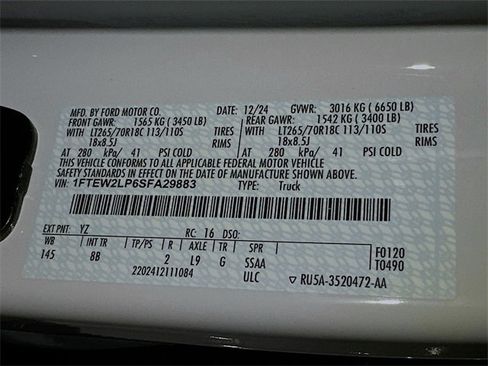 MFD. BY FORD MOTOR CO. 12/24 GVWR: 3016 KG ( 6650 LB)
FRONT GAWR: 1565 KG ( 3450 LB) REAR GAWR: 1542 KG ( 3400 LB)
WITH LT265/70R18C 113/110S TIRES WITH LT265/70R18C 113/110S TIRES
18x8.5J RIMS 18x8.5J RIMS
AT 280 kPa/ 41 PSI COLD AT 280 kPa/ 41 PSI COLD
THIS VEHICLE CONFORMS TO ALL APPLICABLE FEDERAL MOTOR VEHICLE
SAFETY STANDARDS IN EFFECT ON THE DATE OF MANUFACTURE SHOWN ABOVE.
1FTEW2LP6SFA29883 TYPE: Truck
EXT PNT: YZ RC: 16 DSO:
WB INT TR TP/PS R AXLE TR SPR F0120
145 8B 2 L9 G SSAA T0490
2202412111084 ULC RU5A-3520472-AA